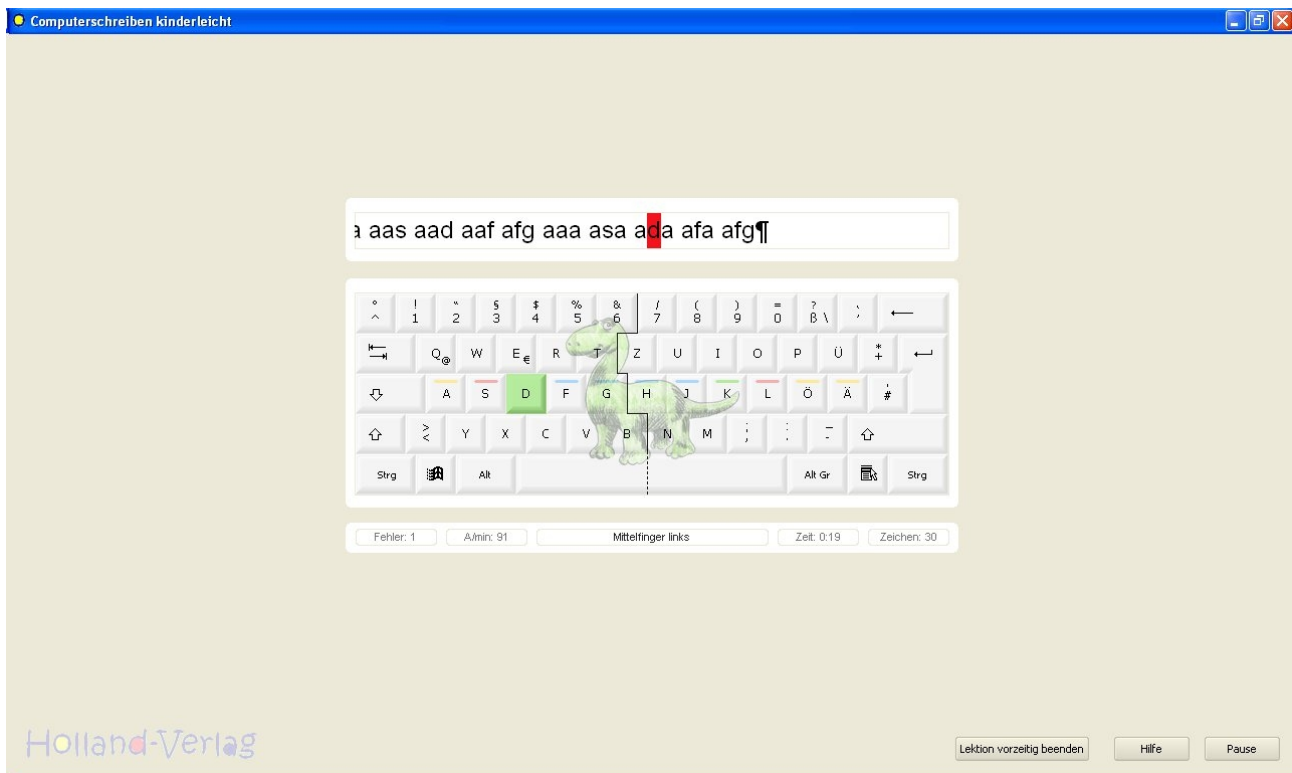 Computerschreiben kinderleicht
a aas aad aaf afg aaa asa ada afa afg¶
° ! " § $ % & / ( ) = ? ` ←
^ 1 2 3 4 5 6 7 8 9 0 ß \ ´
Q @ W E € R T Z U I O P Ü * +
A S D F G H J K L Ö Ä ' #
> < Y X C V B N M ; , : . _ -
Strg Alt Alt Gr Strg
Fehler: 1 A/min: 91 Mittelfinger links Zeit: 0:19 Zeichen: 30
Holland-Verlag
Lektion vorzeitig beenden Hilfe Pause